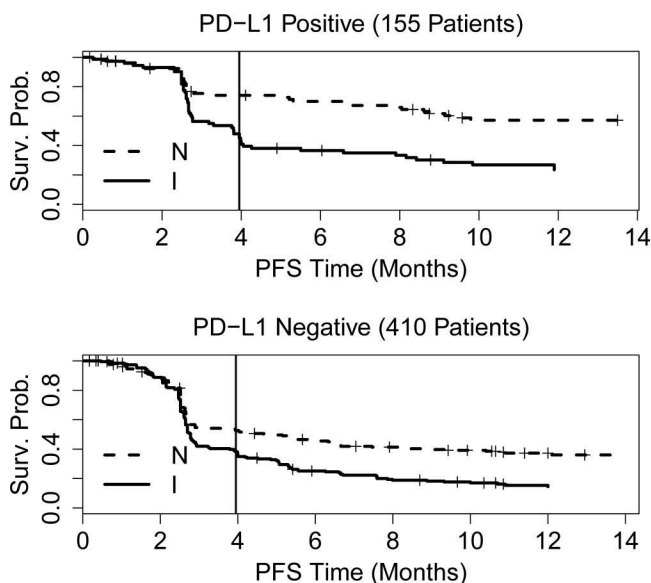 PD−L1 Positive (155 Patients)
Surv. Prob.
0.0 0.4 0.8
N
I
0 2 4 6 8 10 12 14
PFS Time (Months)
PD−L1 Negative (410 Patients)
Surv. Prob.
0.0 0.4 0.8
N
I
0 2 4 6 8 10 12 14
PFS Time (Months)